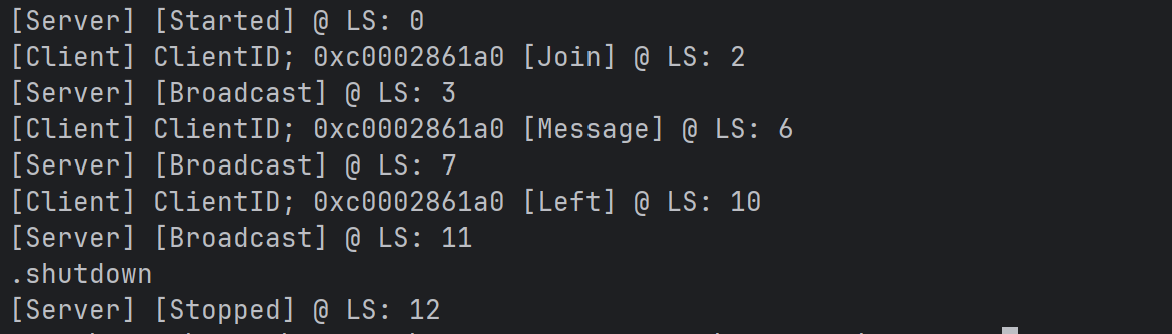 [Server] [Started] @ LS: 0
[Client] ClientID; 0xc0002861a0 [Join] @ LS: 2
[Server] [Broadcast] @ LS: 3
[Client] ClientID; 0xc0002861a0 [Message] @ LS: 6
[Server] [Broadcast] @ LS: 7
[Client] ClientID; 0xc0002861a0 [Left] @ LS: 10
[Server] [Broadcast] @ LS: 11
.shutdown
[Server] [Stopped] @ LS: 12